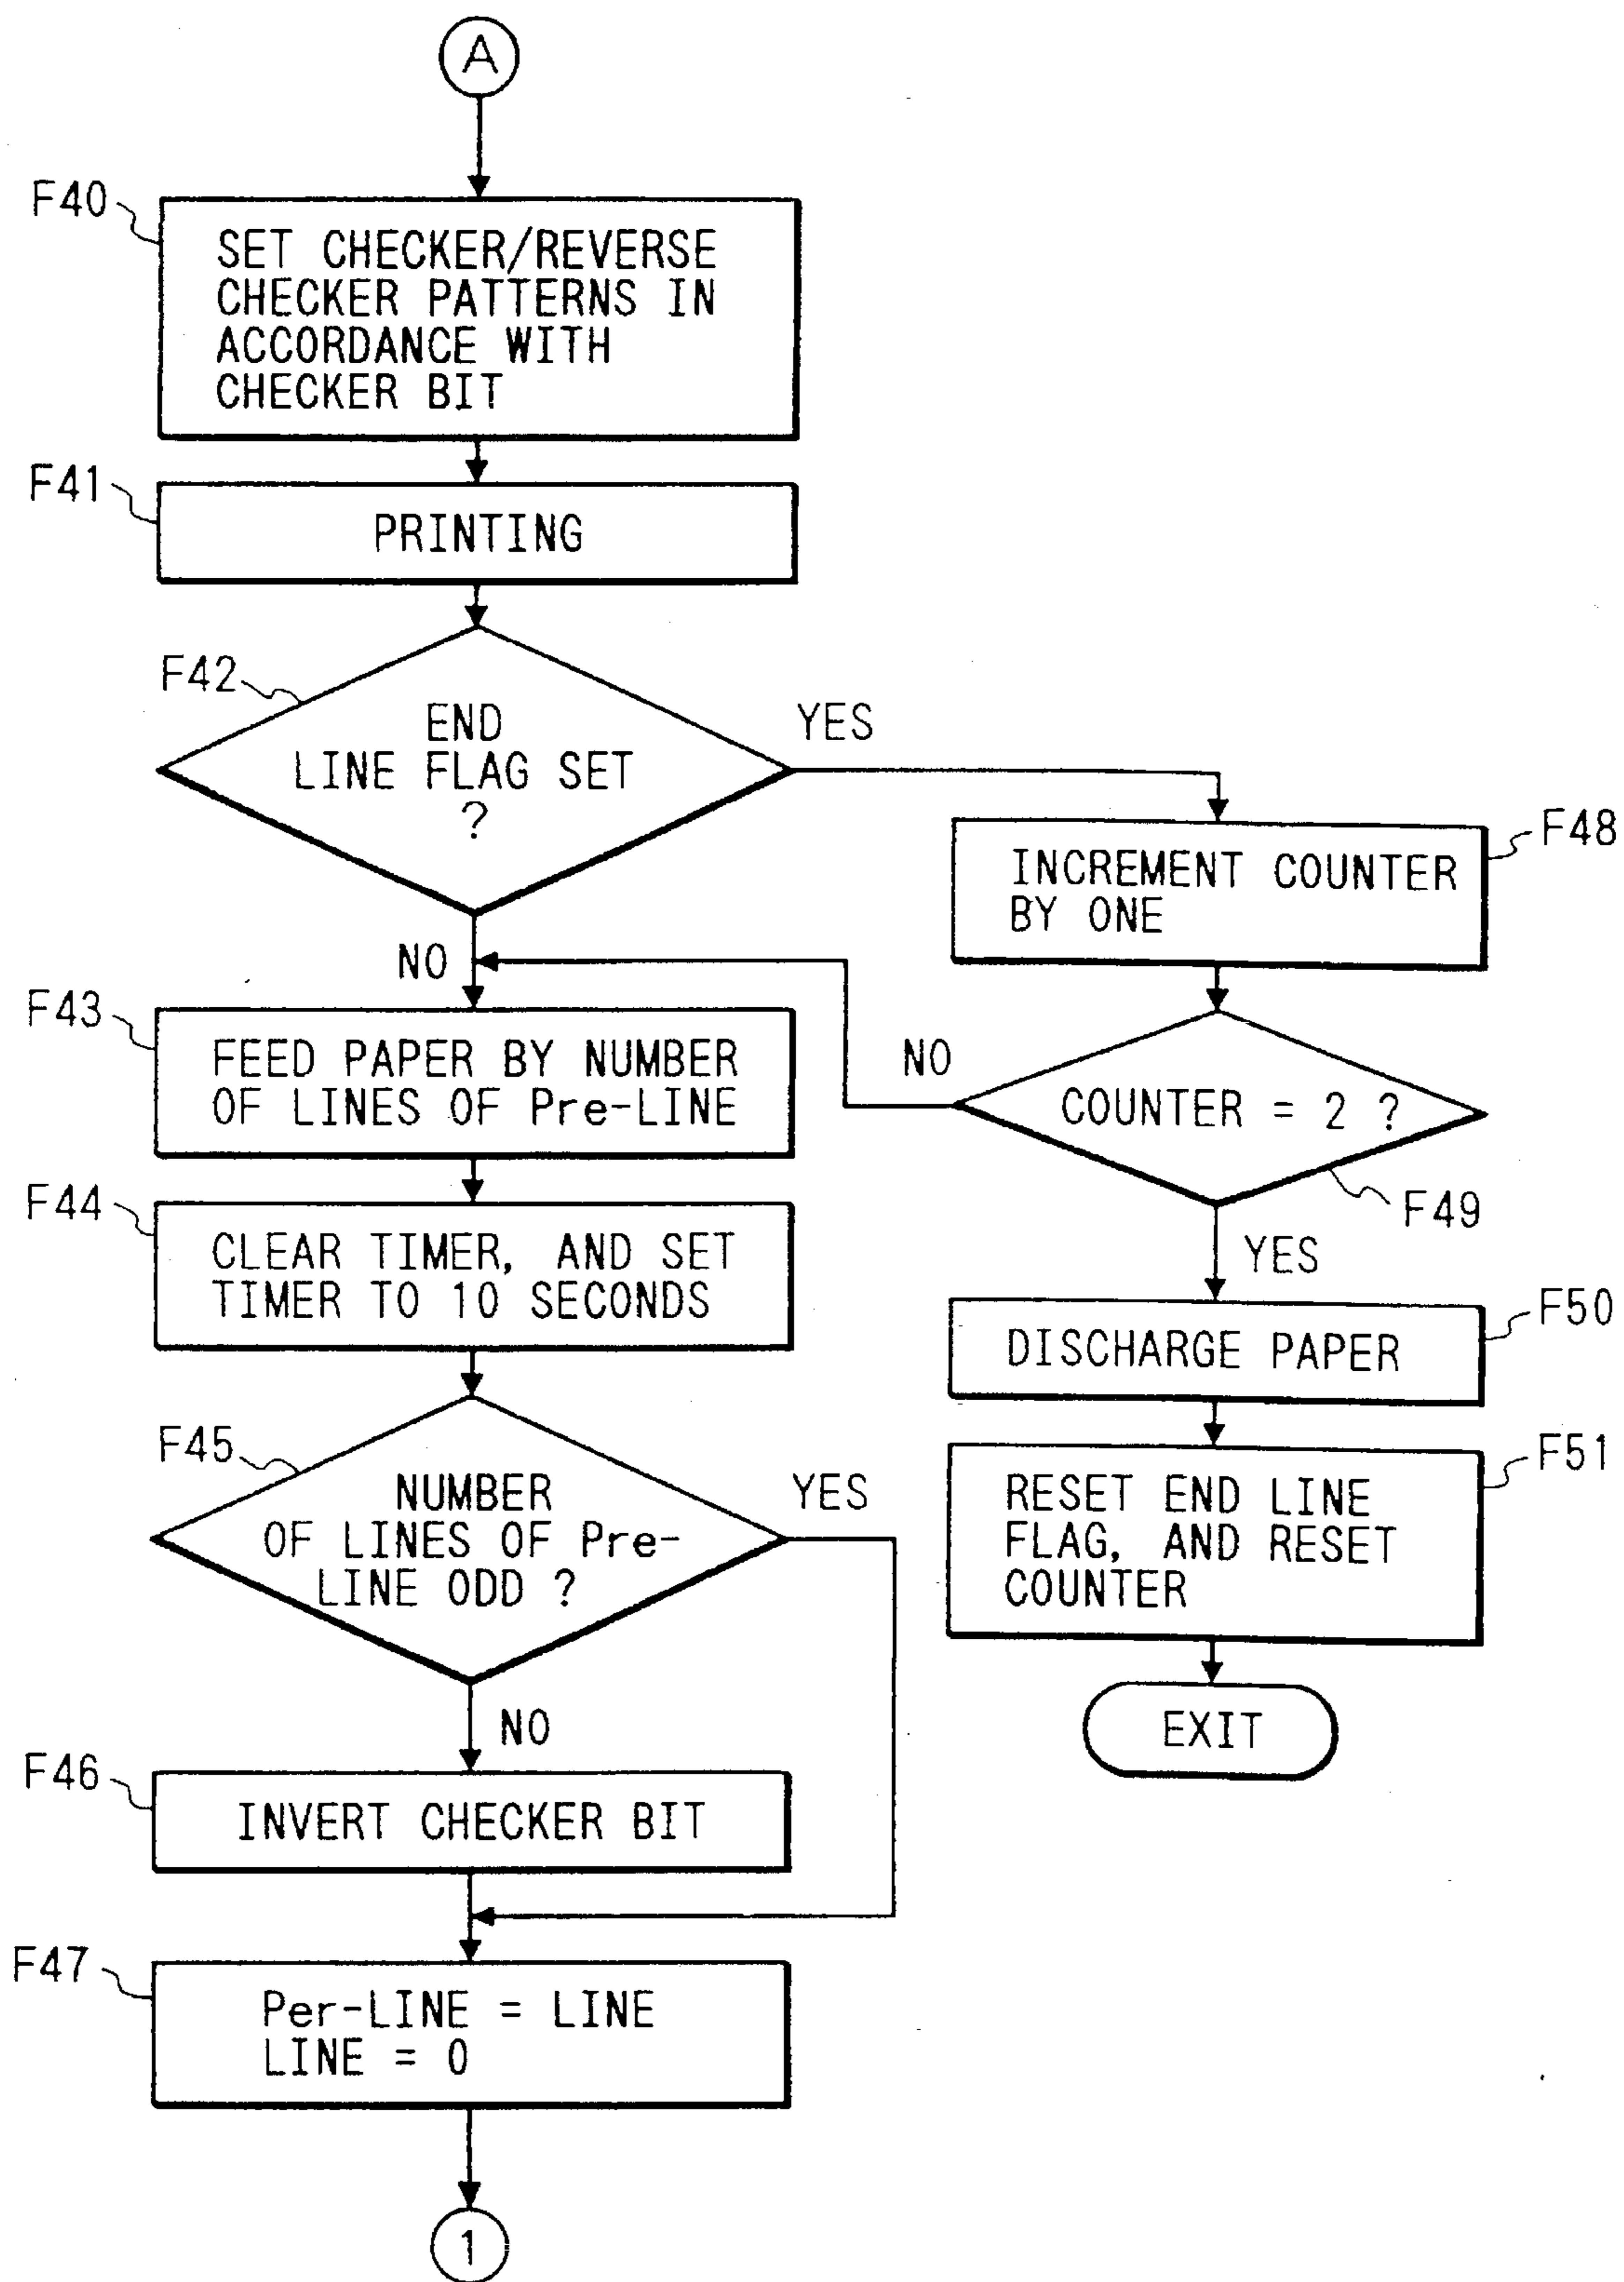 A
F40
SET CHECKER/REVERSE
CHECKER PATTERNS IN
ACCORDANCE WITH
CHECKER BIT
F41
PRINTING
F42
END
LINE FLAG SET
?
YES
NO
F48
INCREMENT COUNTER
BY ONE
F43
FEED PAPER BY NUMBER
OF LINES OF Pre-LINE
NO
COUNTER = 2 ?
F49
YES
F44
CLEAR TIMER, AND SET
TIMER TO 10 SECONDS
F50
DISCHARGE PAPER
F45
NUMBER
OF LINES OF Pre-
LINE ODD ?
YES
NO
F51
RESET END LINE
FLAG, AND RESET
COUNTER
EXIT
F46
INVERT CHECKER BIT
F47
Per-LINE = LINE
LINE = 0
1